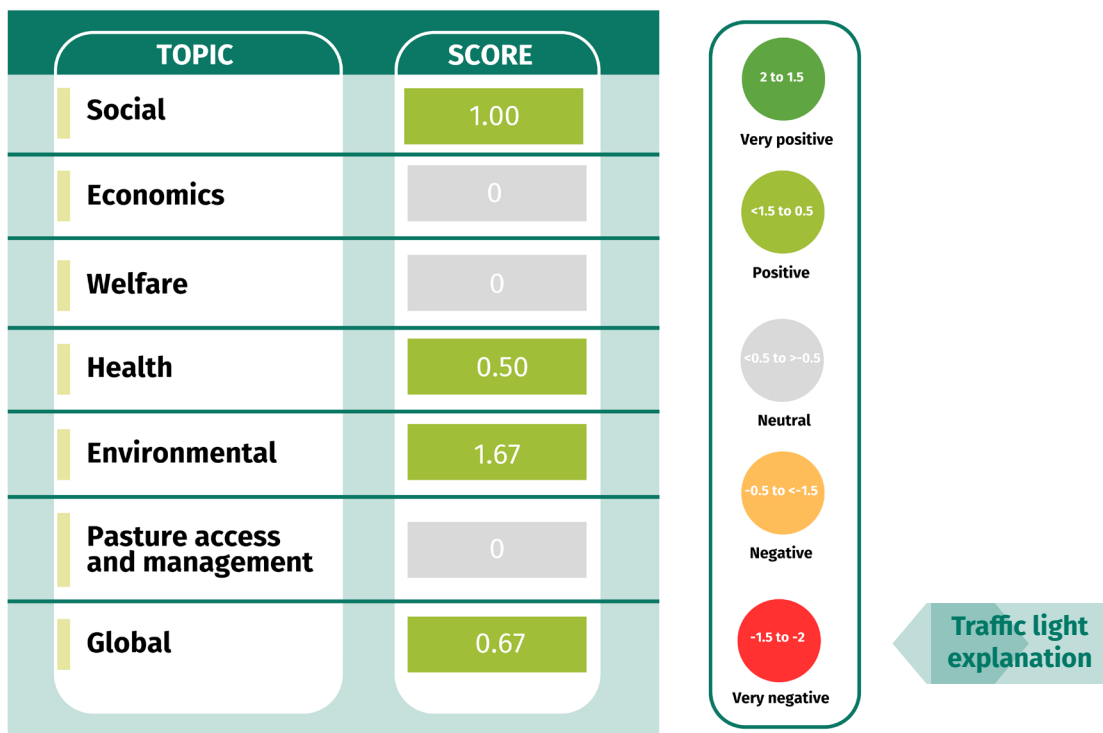 TOPIC
SCORE
Social
1.00
Economics
0
Welfare
0
Health
0.50
Environmental
1.67
Pasture access
and management
0
Global
0.67
2 to 1.5
Very positive
<1.5 to 0.5
Positive
<0.5 to >-0.5
Neutral
-0.5 to <-1.5
Negative
-1.5 to -2
Very negative
Traffic light
explanation